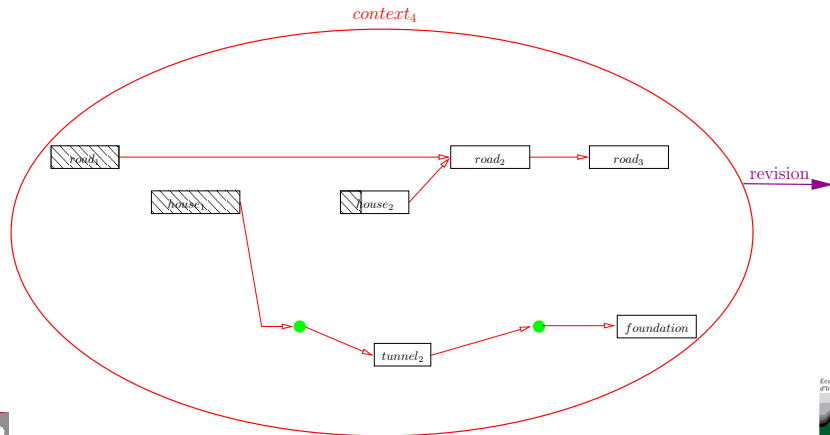 context₄
revision
road₁
road₂
road₃
house₁
house₂
foundation
tunnel₂